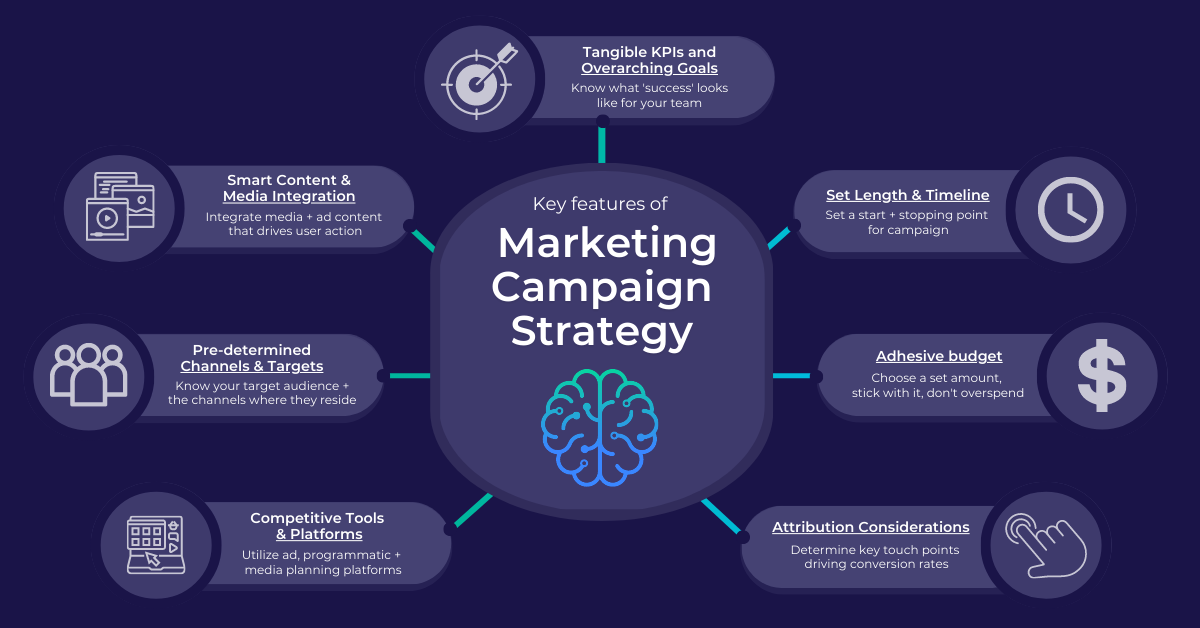 Tangible KPIs and
Overarching Goals
Know what 'success' looks
like for your team
Smart Content &
Media Integration
Integrate media + ad content
that drives user action
Set Length & Timeline
Set a start + stopping point
for campaign
Key features of
Marketing
Campaign
Strategy
Pre-determined
Channels & Targets
Know your target audience +
the channels where they reside
Adhesive budget
Choose a set amount,
stick with it, don't overspend
Competitive Tools
& Platforms
Utilize ad, programmatic +
media planning platforms
Attribution Considerations
Determine key touch points
driving conversion rates